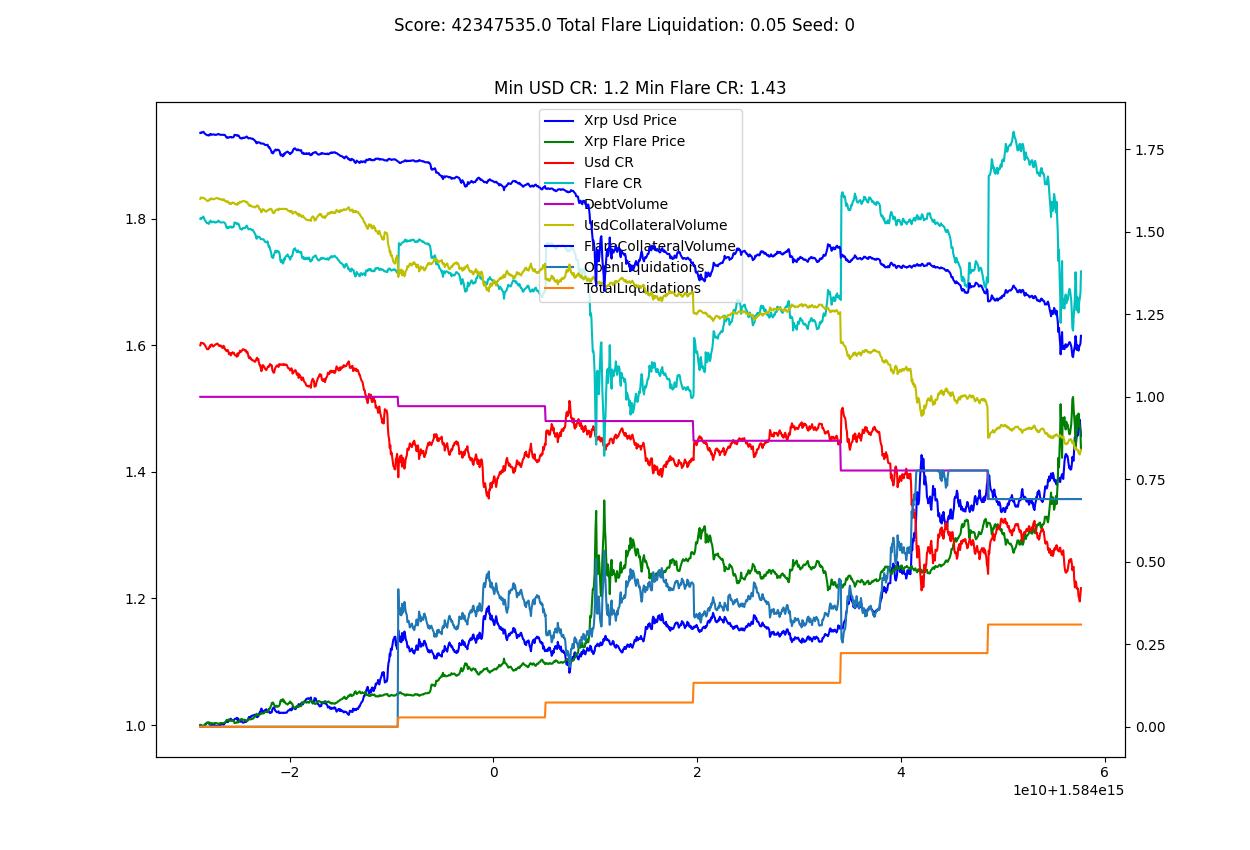 Score: 42347535.0 Total Flare Liquidation: 0.05 Seed: 0
Min USD CR: 1.2 Min Flare CR: 1.43
Xrp Usd Price
Xrp Flare Price
Usd CR
Flare CR
DebtVolume
UsdCollateralVolume
FlareCollateralVolume
OpenLiquidations
TotalLiquidations
1.8
1.6
1.4
1.2
1.0
1.75
1.50
1.25
1.00
0.75
0.50
0.25
0.00
−2
0
2
4
6
1e10+1.584e15